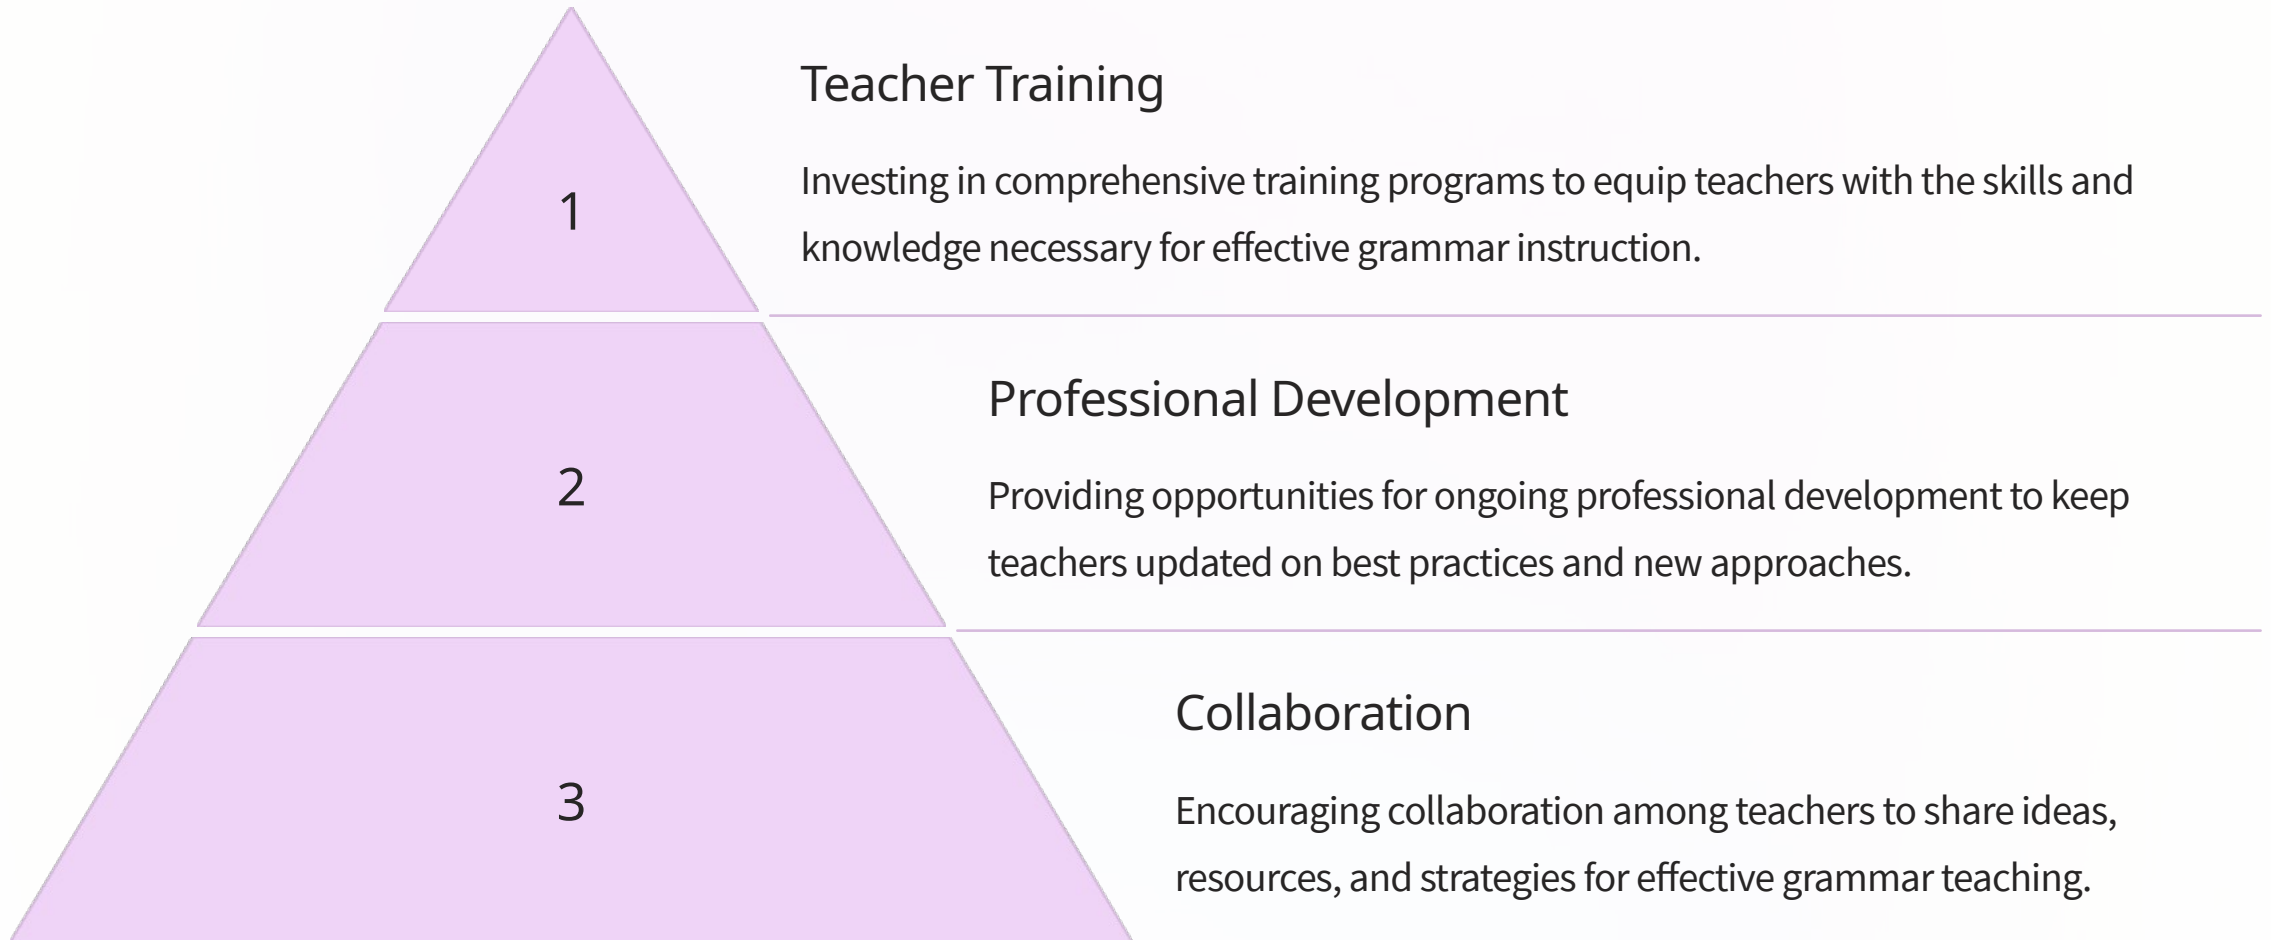 1
Teacher Training
Investing in comprehensive training programs to equip teachers with the skills and
knowledge necessary for effective grammar instruction.
2
Professional Development
Providing opportunities for ongoing professional development to keep
teachers updated on best practices and new approaches.
3
Collaboration
Encouraging collaboration among teachers to share ideas,
resources, and strategies for effective grammar teaching.